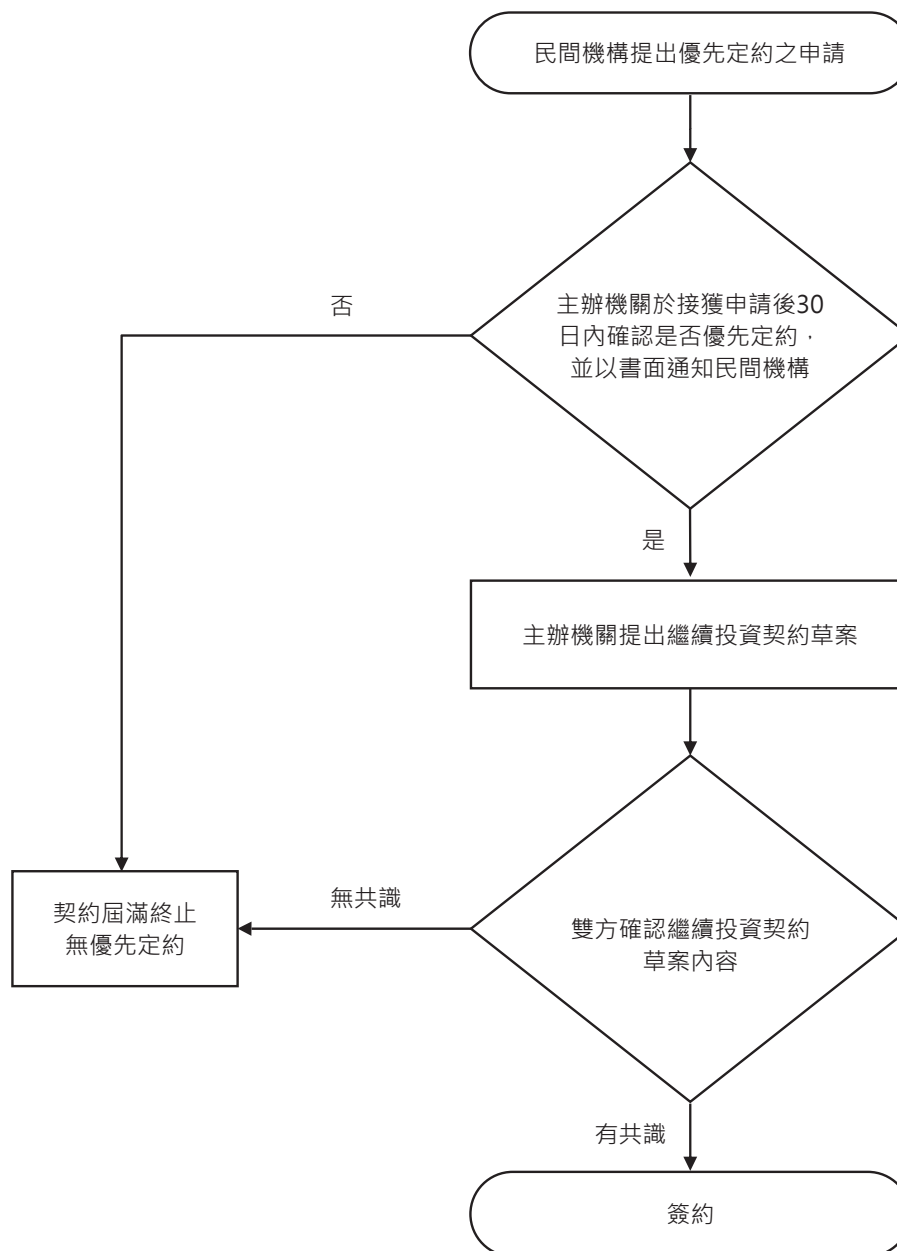 民間機構提出優先定約之申請
否
主辦機關於接獲申請後30
日內確認是否優先定約，
並以書面通知民間機構
是
主辦機關提出繼續投資契約草案
契約屆滿終止
無優先定約
無共識
雙方確認繼續投資契約
草案內容
有共識
簽約